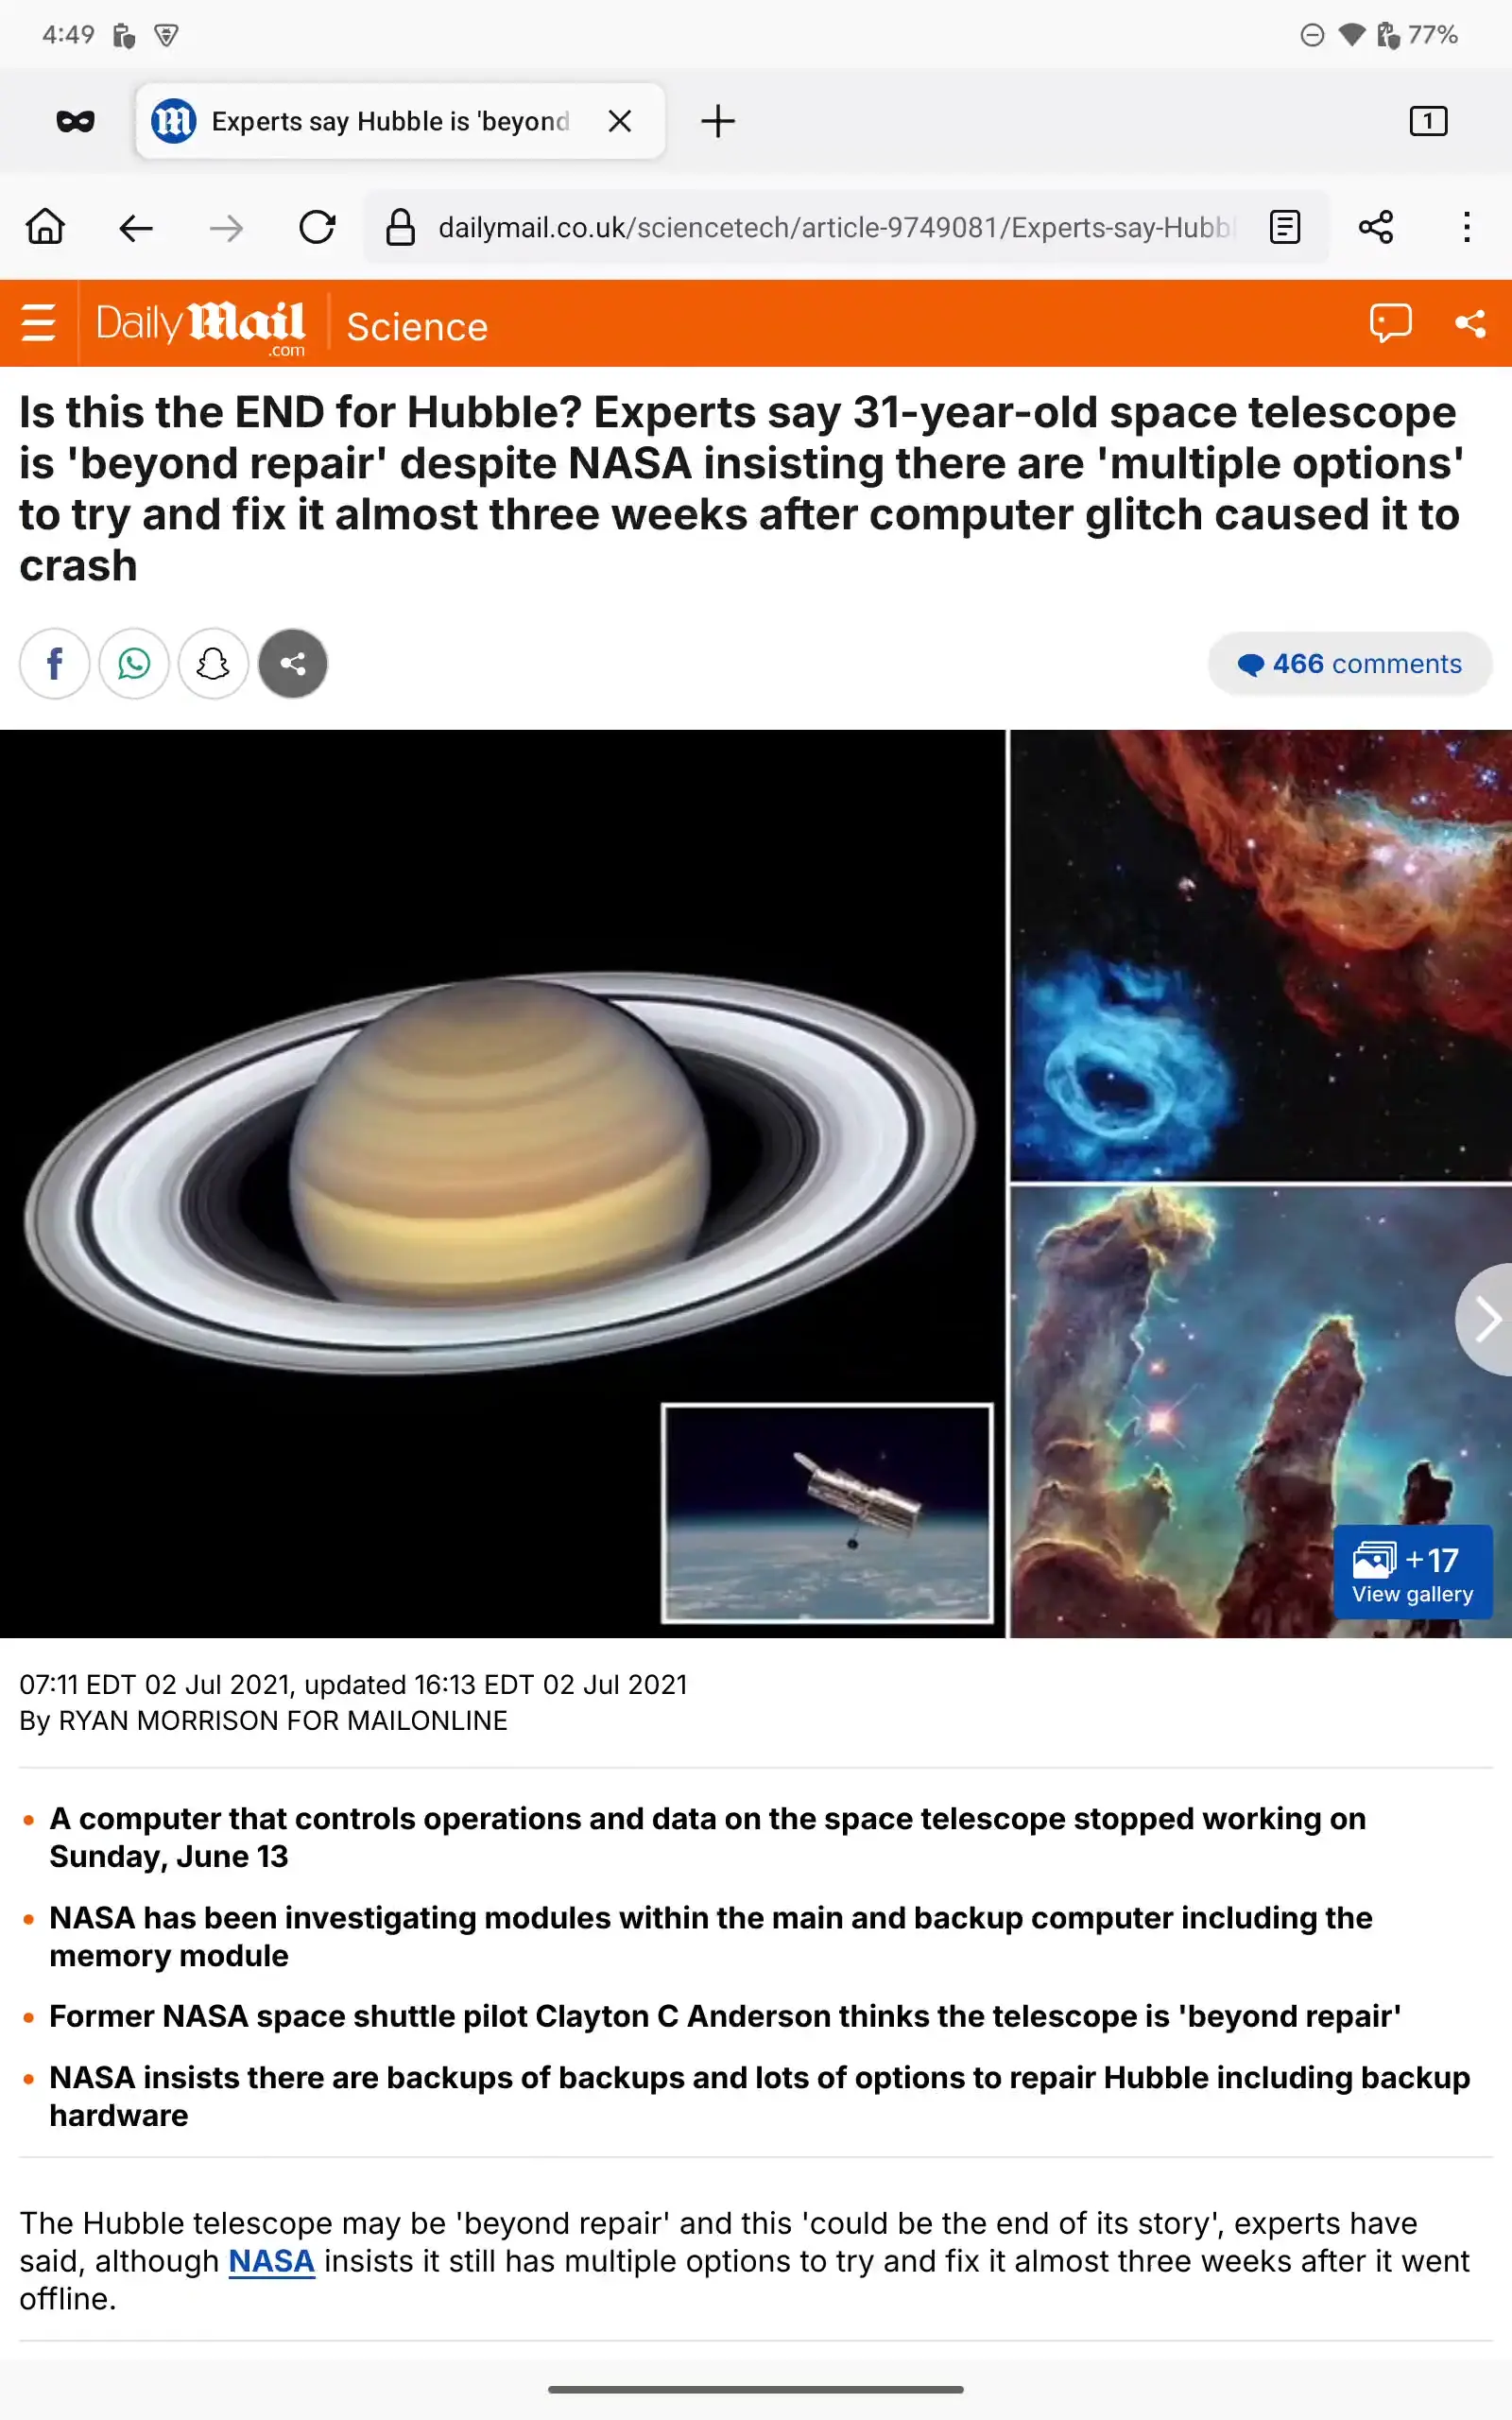 4:49
77%
Experts say Hubble is 'beyond
1
dailymail.co.uk/sciencetech/article-9749081/Experts-say-Hubbl
Daily Mail
.com
Science
Is this the END for Hubble? Experts say 31-year-old space telescope
is 'beyond repair' despite NASA insisting there are 'multiple options'
to try and fix it almost three weeks after computer glitch caused it to
crash
466 comments
+17
View gallery
07:11 EDT 02 Jul 2021, updated 16:13 EDT 02 Jul 2021
By RYAN MORRISON FOR MAILONLINE
• A computer that controls operations and data on the space telescope stopped working on
Sunday, June 13
• NASA has been investigating modules within the main and backup computer including the
memory module
• Former NASA space shuttle pilot Clayton C Anderson thinks the telescope is 'beyond repair'
• NASA insists there are backups of backups and lots of options to repair Hubble including backup
hardware
The Hubble telescope may be 'beyond repair' and this 'could be the end of its story', experts have
said, although NASA insists it still has multiple options to try and fix it almost three weeks after it went
offline.